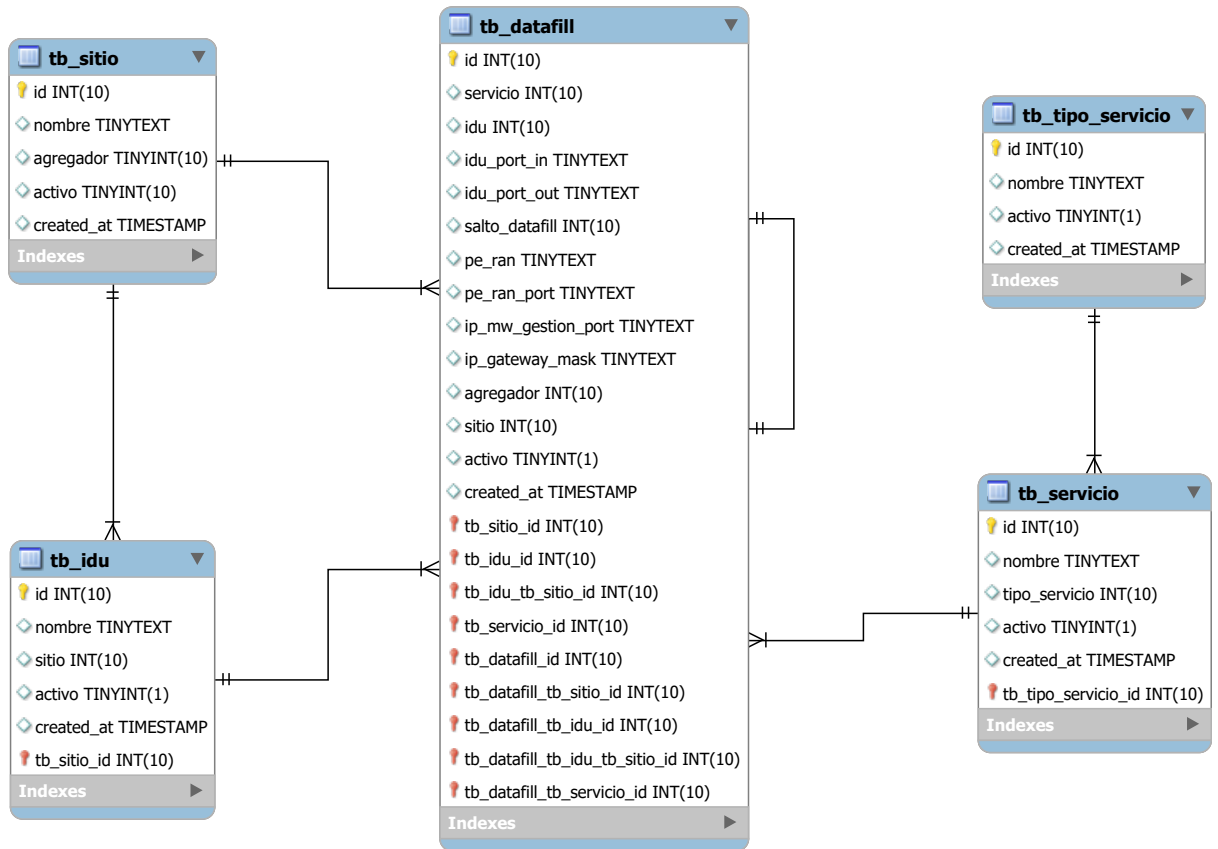 tb_sitio
id INT(10)
nombre TINYTEXT
agregador TINYINT(10)
activo TINYINT(10)
created_at TIMESTAMP
Indexes
tb_idu
id INT(10)
nombre TINYTEXT
sitio INT(10)
activo TINYINT(1)
created_at TIMESTAMP
tb_sitio_id INT(10)
Indexes
tb_datafill
id INT(10)
servicio INT(10)
idu INT(10)
idu_port_in TINYTEXT
idu_port_out TINYTEXT
salto_datafill INT(10)
pe_ran TINYTEXT
pe_ran_port TINYTEXT
ip_mw_gestion_port TINYTEXT
ip_gateway_mask TINYTEXT
agregador INT(10)
sitio INT(10)
activo TINYINT(1)
created_at TIMESTAMP
tb_sitio_id INT(10)
tb_idu_id INT(10)
tb_idu_tb_sitio_id INT(10)
tb_servicio_id INT(10)
tb_datafill_id INT(10)
tb_datafill_tb_sitio_id INT(10)
tb_datafill_tb_idu_id INT(10)
tb_datafill_tb_idu_tb_sitio_id INT(10)
tb_datafill_tb_servicio_id INT(10)
Indexes
tb_tipo_servicio
id INT(10)
nombre TINYTEXT
activo TINYINT(1)
created_at TIMESTAMP
Indexes
tb_servicio
id INT(10)
nombre TINYTEXT
tipo_servicio INT(10)
activo TINYINT(1)
created_at TIMESTAMP
tb_tipo_servicio_id INT(10)
Indexes